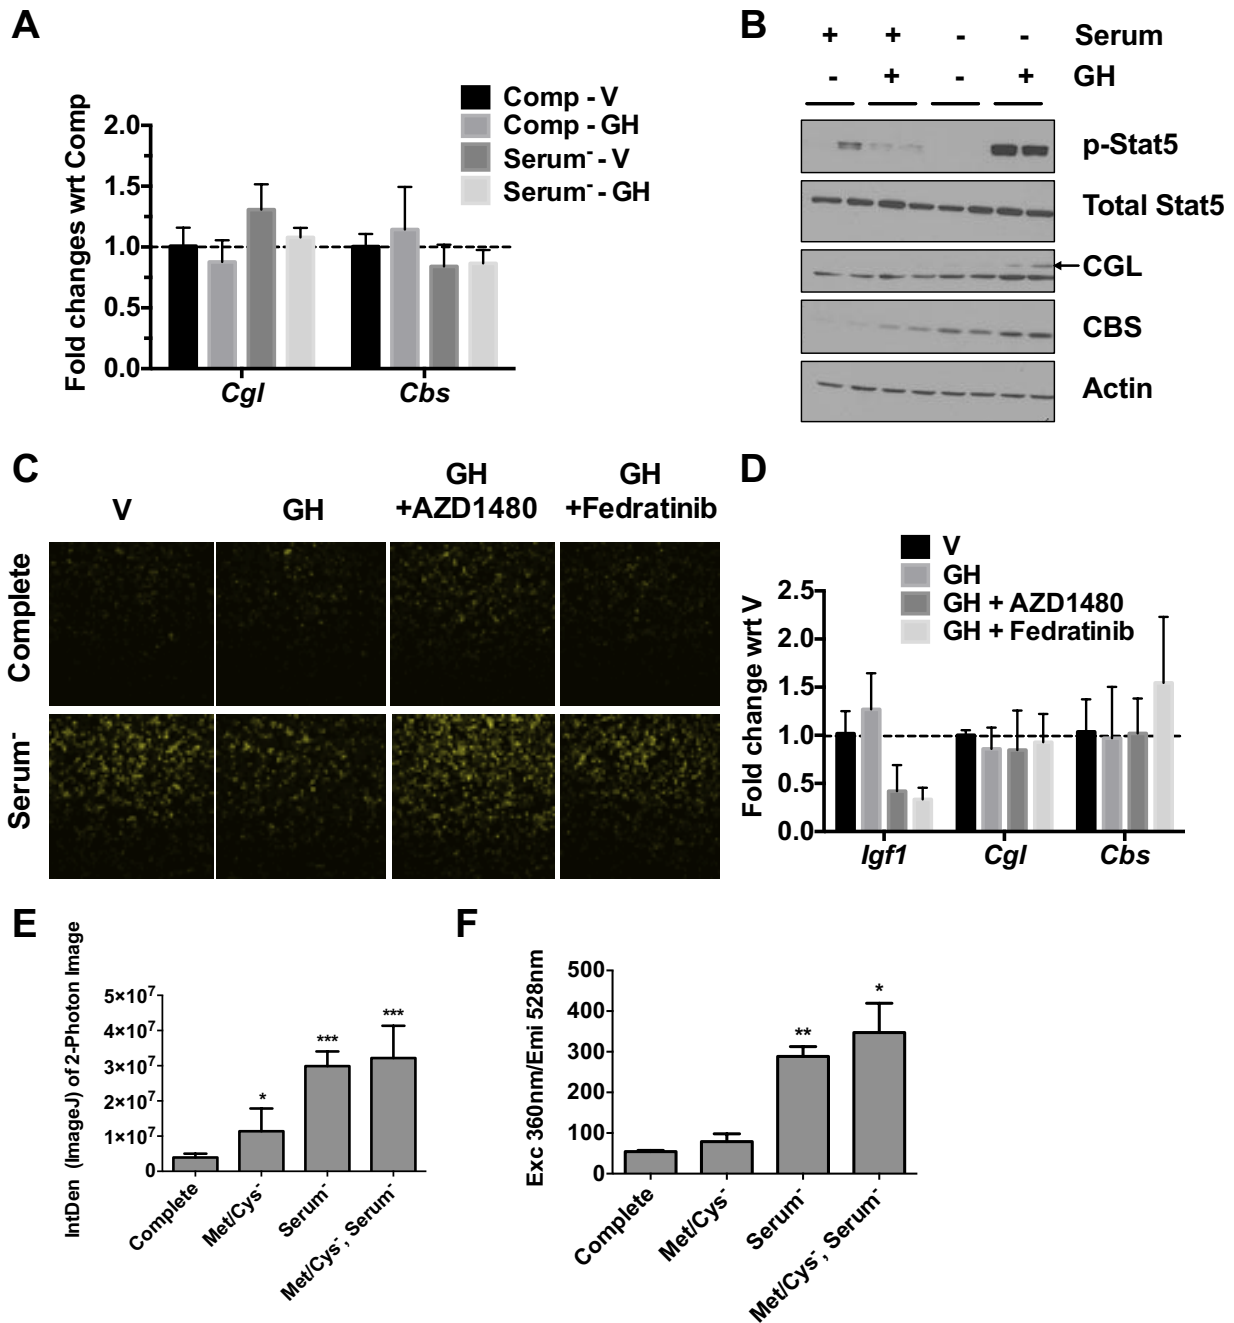 A
Fold changes wrt Comp
2.0
1.5
1.0
0.5
0.0
Comp - V
Comp - GH
Serum⁻ - V
Serum⁻ - GH
Cgl Cbs
B
+ + - - Serum
- + - + GH
p-Stat5
Total Stat5
CGL
CBS
Actin
C
V GH GH +AZD1480 GH +Fedratinib
Complete
Serum⁻
D
V
GH
GH + AZD1480
GH + Fedratinib
Fold change wrt V
2.5
2.0
1.5
1.0
0.5
0.0
Igf1 Cgl Cbs
E
IntDen (ImageJ) of 2-Photon Image
5×10⁷
4×10⁷
3×10⁷
2×10⁷
1×10⁷
0
* *** ***
Complete
Met/Cys⁻
Serum⁻
Met/Cys⁻, Serum⁻
F
Exc 360nm/Emi 528nm
500
400
300
200
100
0
** *
Complete
Met/Cys⁻
Serum⁻
Met/Cys⁻, Serum⁻